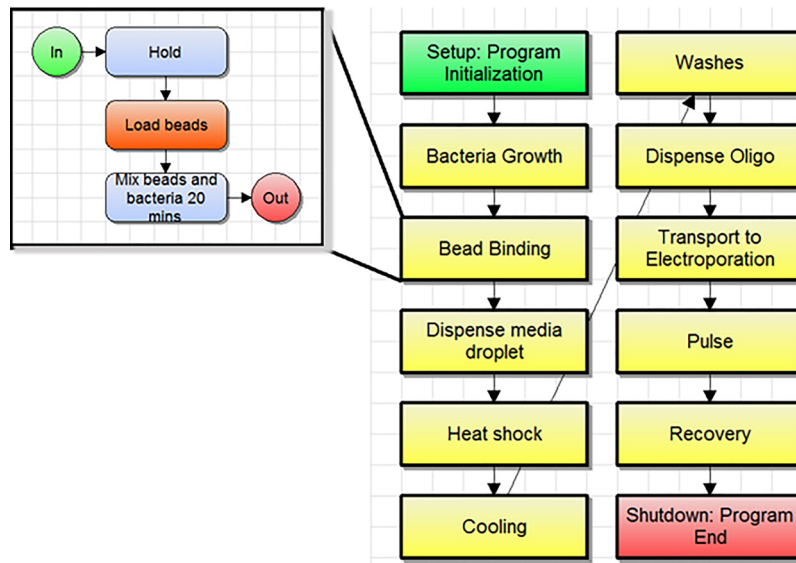 In
Hold
Load beads
Mix beads and
bacteria 20
mins
Out
Setup: Program
Initialization
Bacteria Growth
Bead Binding
Dispense media
droplet
Heat shock
Cooling
Washes
Dispense Oligo
Transport to
Electroporation
Pulse
Recovery
Shutdown: Program
End